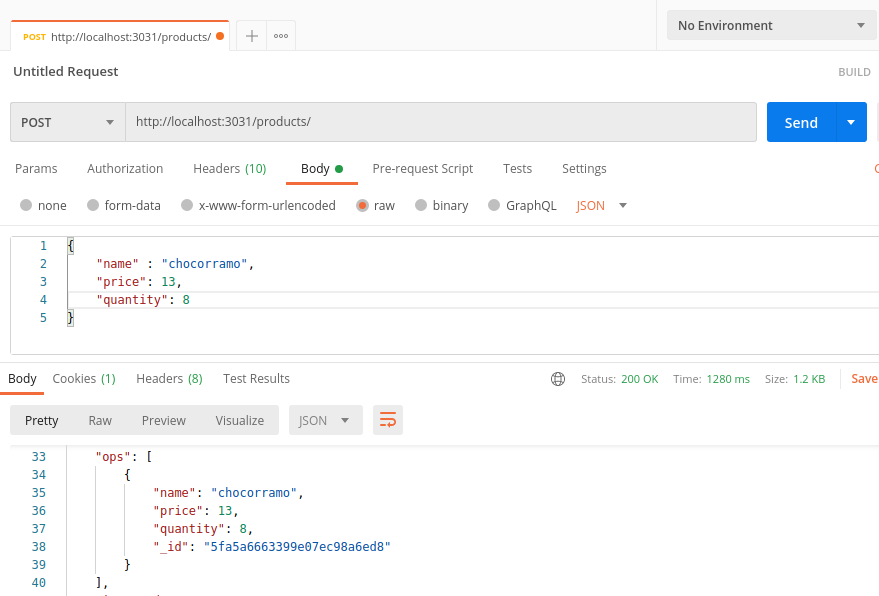 POST http://localhost:3031/products/
No Environment
Untitled Request
BUILD
POST http://localhost:3031/products/ Send
Params Authorization Headers (10) Body Pre-request Script Tests Settings
none form-data x-www-form-urlencoded raw binary GraphQL JSON
1 {
2 "name" : "chocorramo",
3 "price": 13,
4 "quantity": 8
5 }
Body Cookies (1) Headers (8) Test Results Status: 200 OK Time: 1280 ms Size: 1.2 KB Save
Pretty Raw Preview Visualize JSON
33 "ops": [
34 {
35 "name": "chocorramo",
36 "price": 13,
37 "quantity": 8,
38 "_id": "5fa5a6663399e07ec98a6ed8"
39 }
40 ],